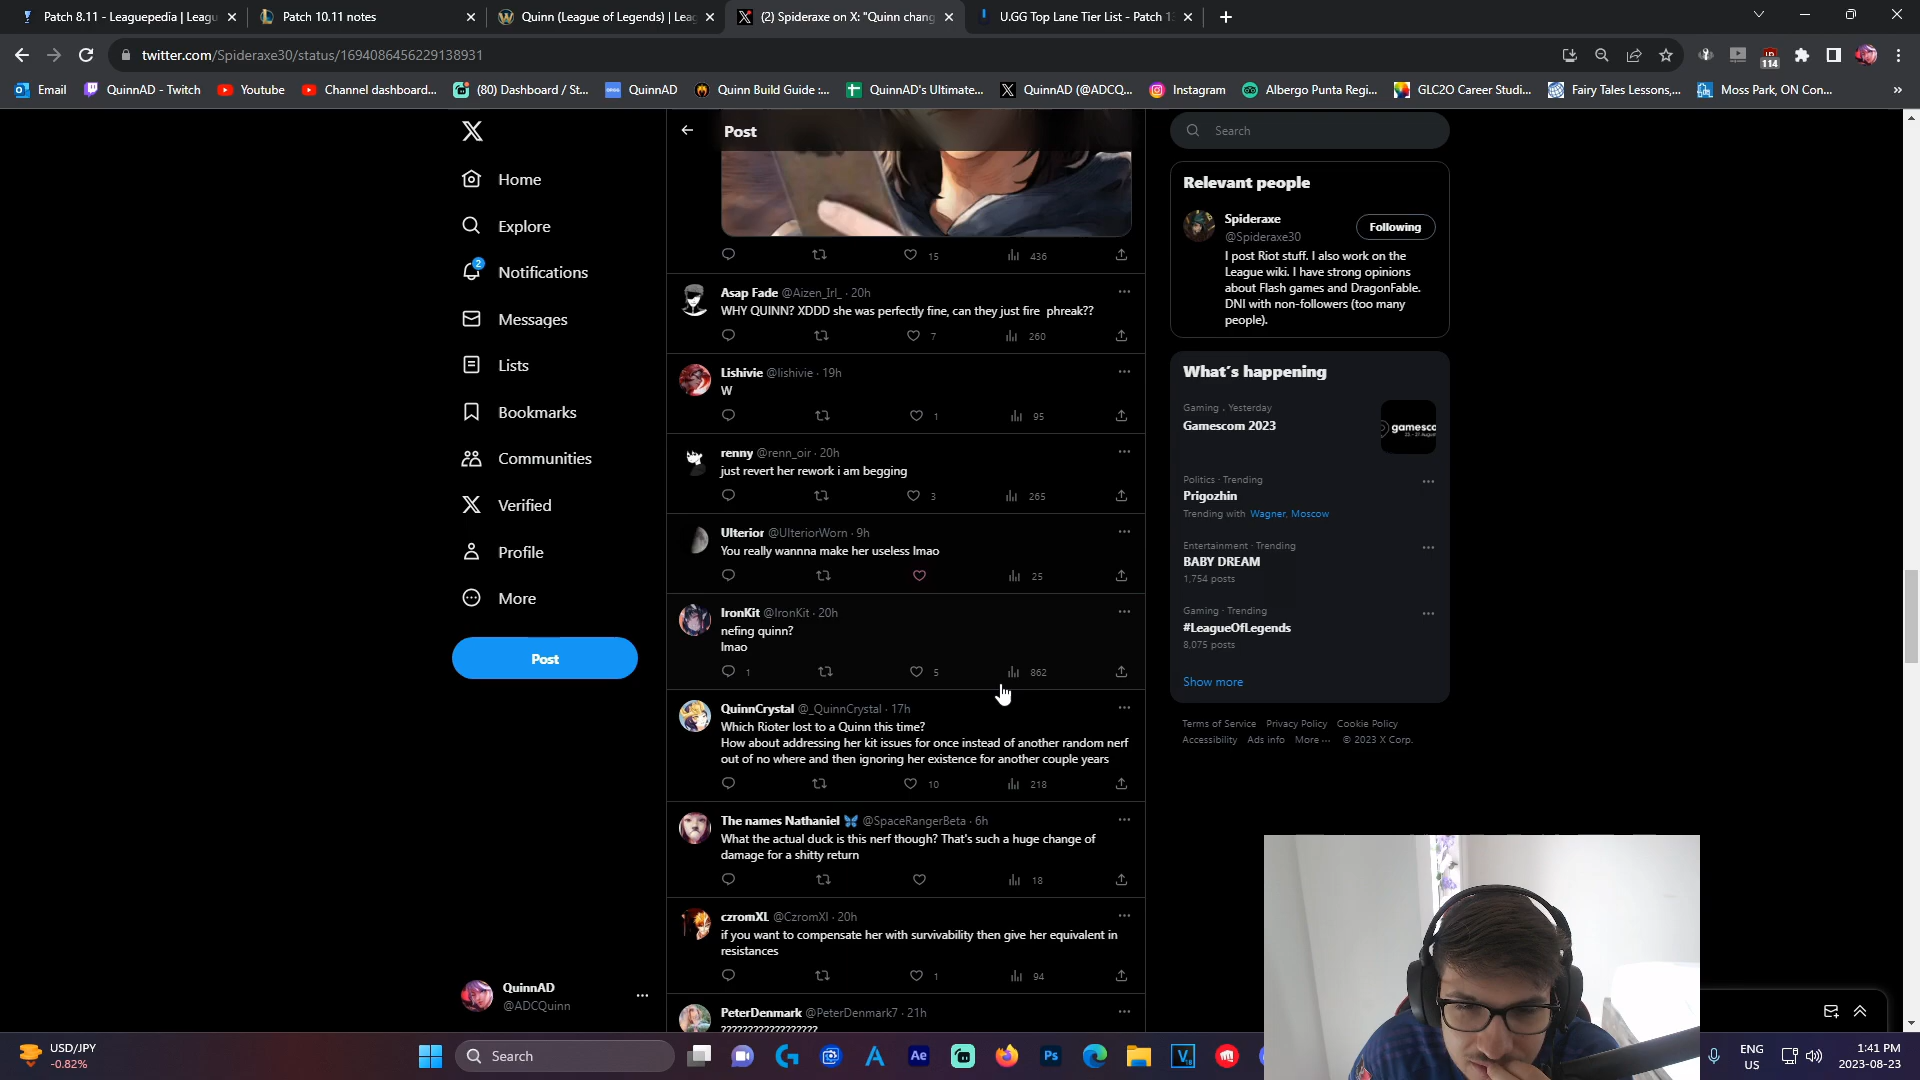 Patch 8.11 - Leaguepedia | Leagu
Patch 10.11 notes
Quinn (League of Legends) | Leag
(2) Spideraxe on X: "Quinn chang
U.GG Top Lane Tier List - Patch 1
twitter.com/Spideraxe30/status/1694086456229138931
114
Email
QuinnAD - Twitch
Youtube
Channel dashboard...
(80) Dashboard / St...
QuinnAD
Quinn Build Guide :...
QuinnAD's Ultimate...
QuinnAD (@ADCQ...
Instagram
Albergo Punta Regi...
GLC2O Career Studi...
Fairy Tales Lessons,...
Moss Park, ON Con...
Home
Explore
2
Notifications
Messages
Lists
Bookmarks
Communities
Verified
Profile
More
Post
QuinnAD
@ADCQuinn
Post
15 436
Asap Fade @Aizen_Irl_ · 20h
WHY QUINN? XDDD she was perfectly fine, can they just fire phreak??
7 260
Lishivie @lishivie · 19h
W
1 95
renny @renn_oir · 20h
just revert her rework i am begging
3 265
Ulterior @UlteriorWorn · 9h
You really wannna make her useless lmao
25
IronKit @IronKit · 20h
nefing quinn?
lmao
1 5 862
QuinnCrystal @_QuinnCrystal · 17h
Which Rioter lost to a Quinn this time?
How about addressing her kit issues for once instead of another random nerf
out of no where and then ignoring her existence for another couple years
10 218
The names Nathaniel @SpaceRangerBeta · 6h
What the actual duck is this nerf though? That's such a huge change of
damage for a shitty return
18
czromXL @CzromXl · 20h
if you want to compensate her with survivability then give her equivalent in
resistances
1 94
PeterDenmark @PeterDenmark7 · 21h
Search
Relevant people
Spideraxe
@Spideraxe30
Following
I post Riot stuff. I also work on the
League wiki. I have strong opinions
about Flash games and DragonFable.
DNI with non-followers (too many
people).
What's happening
Gaming · Yesterday
Gamescom 2023
gamesco
Politics · Trending
Prigozhin
Trending with Wagner, Moscow
Entertainment · Trending
BABY DREAM
1,754 posts
Gaming · Trending
#LeagueOfLegends
8,075 posts
Show more
Terms of Service Privacy Policy Cookie Policy
Accessibility Ads info More ··· © 2023 X Corp.
USD/JPY
-0.82%
Search
Ae
Ps
ENG
US
1:41 PM
2023-08-23